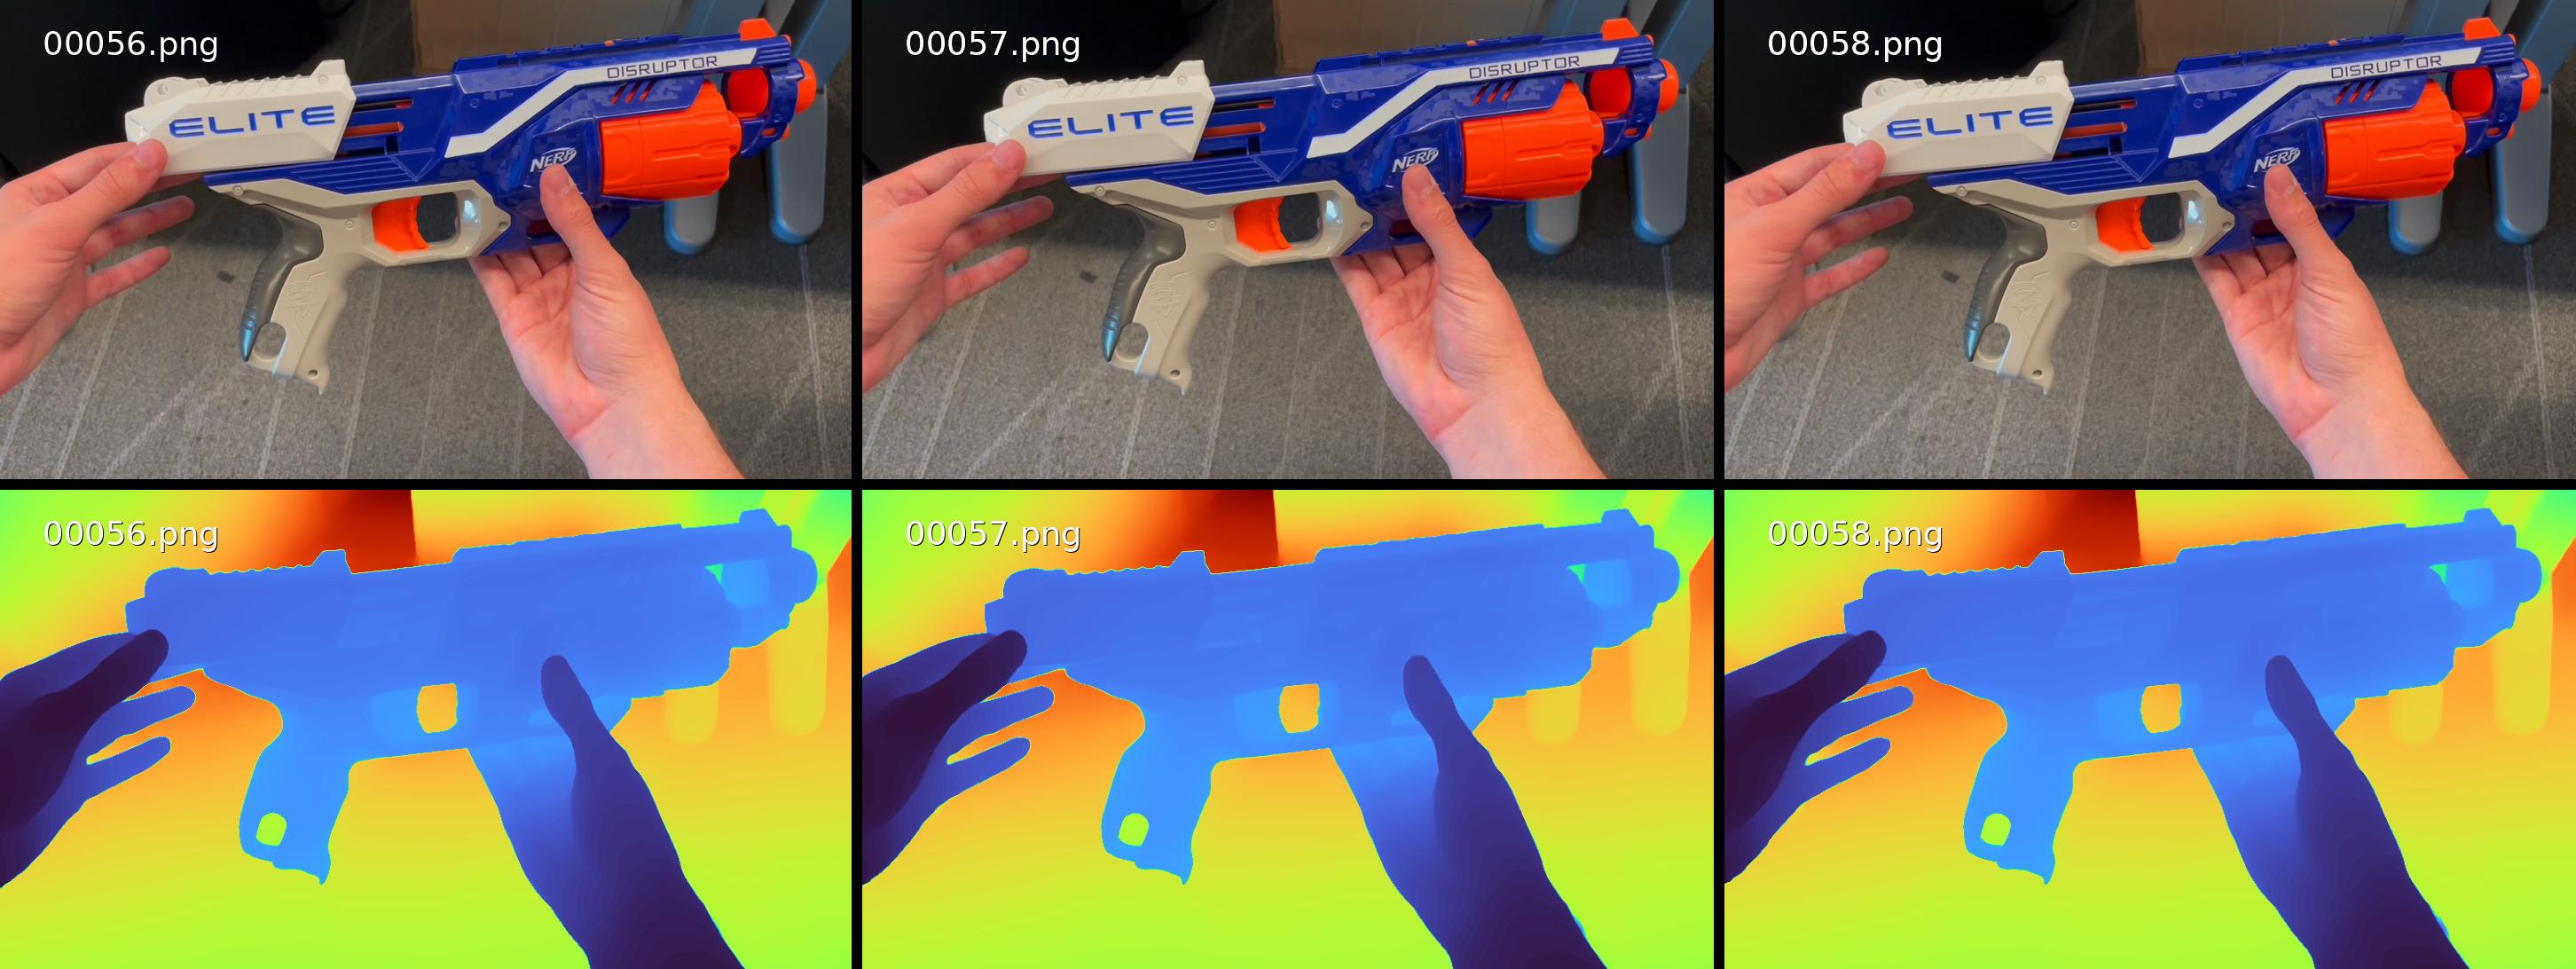 00056.png
00057.png
00058.png
DISRUPTOR
DISRUPTOR
DISRUPTOR
ELITE
ELITE
ELITE
NERF
NERF
NERF
00056.png
00057.png
00058.png